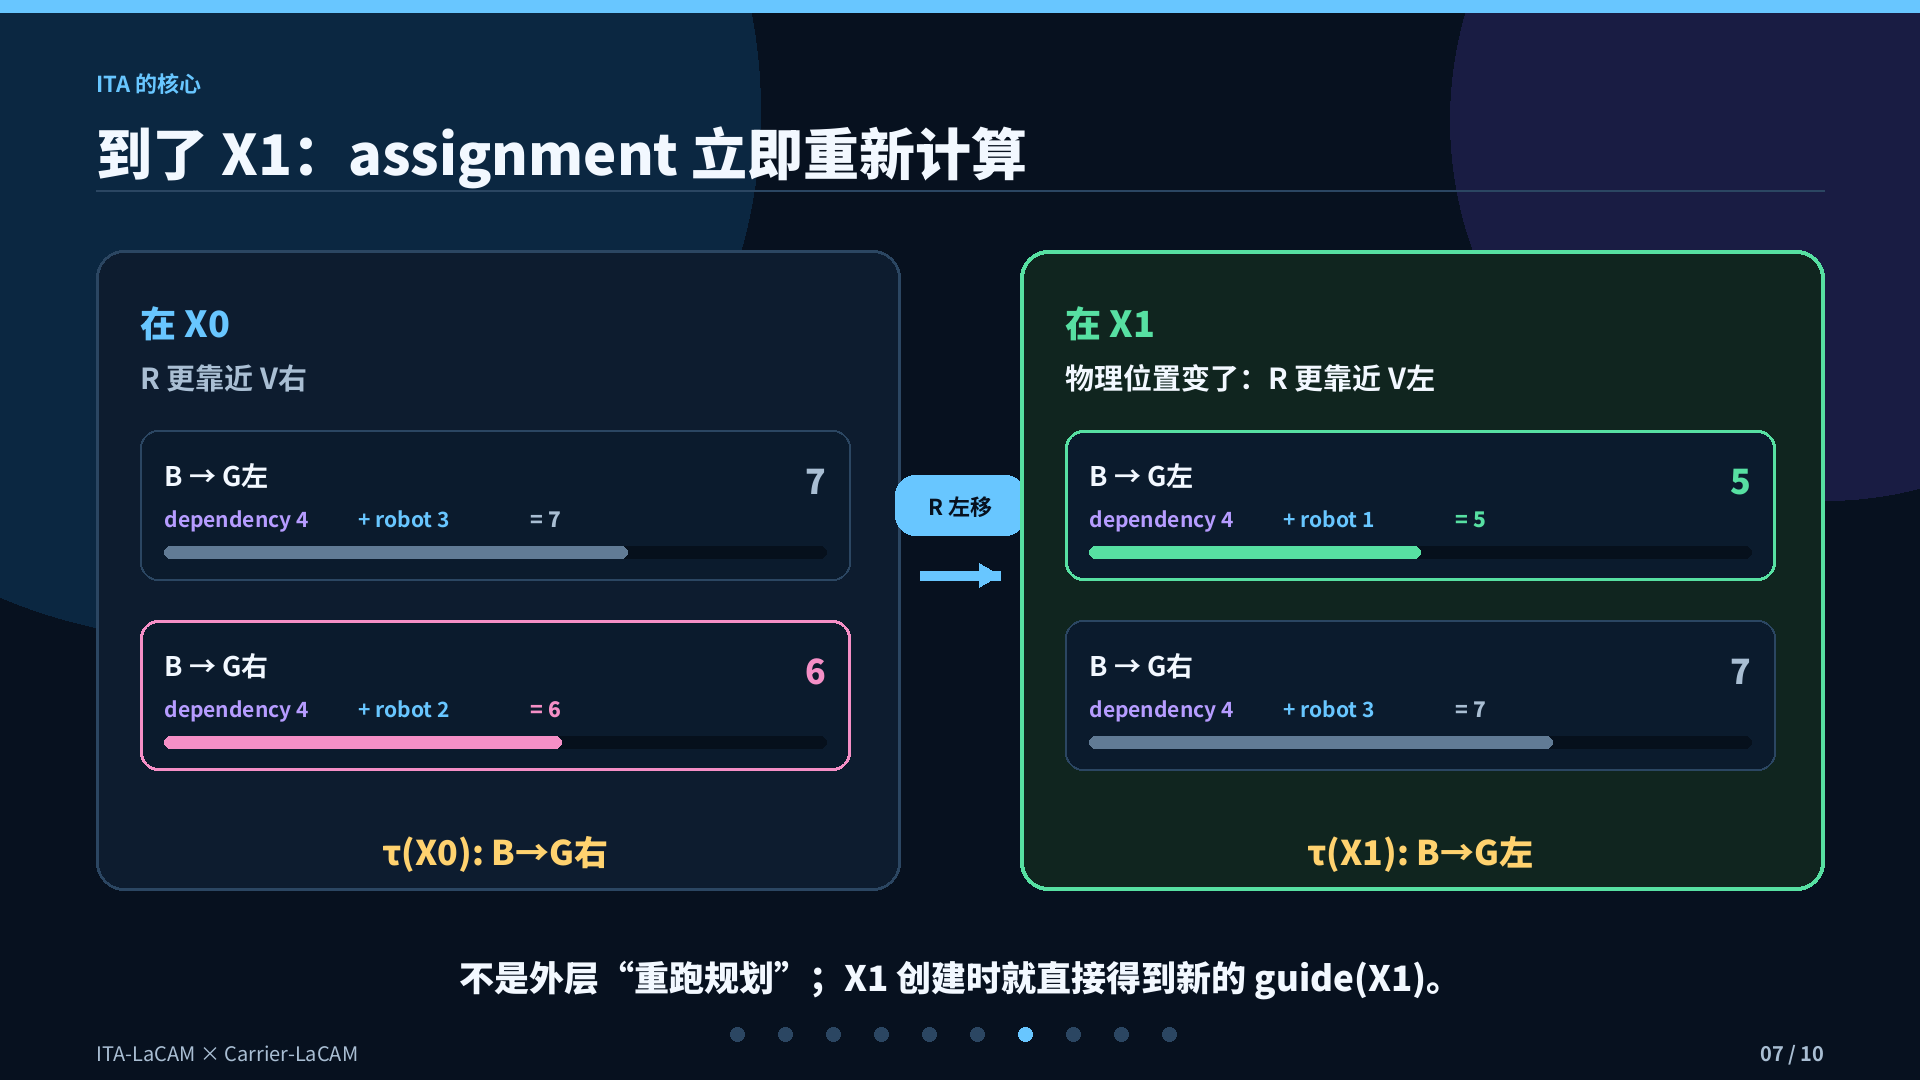 ITA 的核心
到了 X1：assignment 立即重新计算
在 X0
R 更靠近 V右
B → G左
7
dependency 4 + robot 3 = 7
B → G右
6
dependency 4 + robot 2 = 6
τ(X0): B→G右
R 左移
在 X1
物理位置变了：R 更靠近 V左
B → G左
5
dependency 4 + robot 1 = 5
B → G右
7
dependency 4 + robot 3 = 7
τ(X1): B→G左
不是外层“重跑规划”；X1 创建时就直接得到新的 guide(X1)。
ITA-LaCAM × Carrier-LaCAM
07 / 10